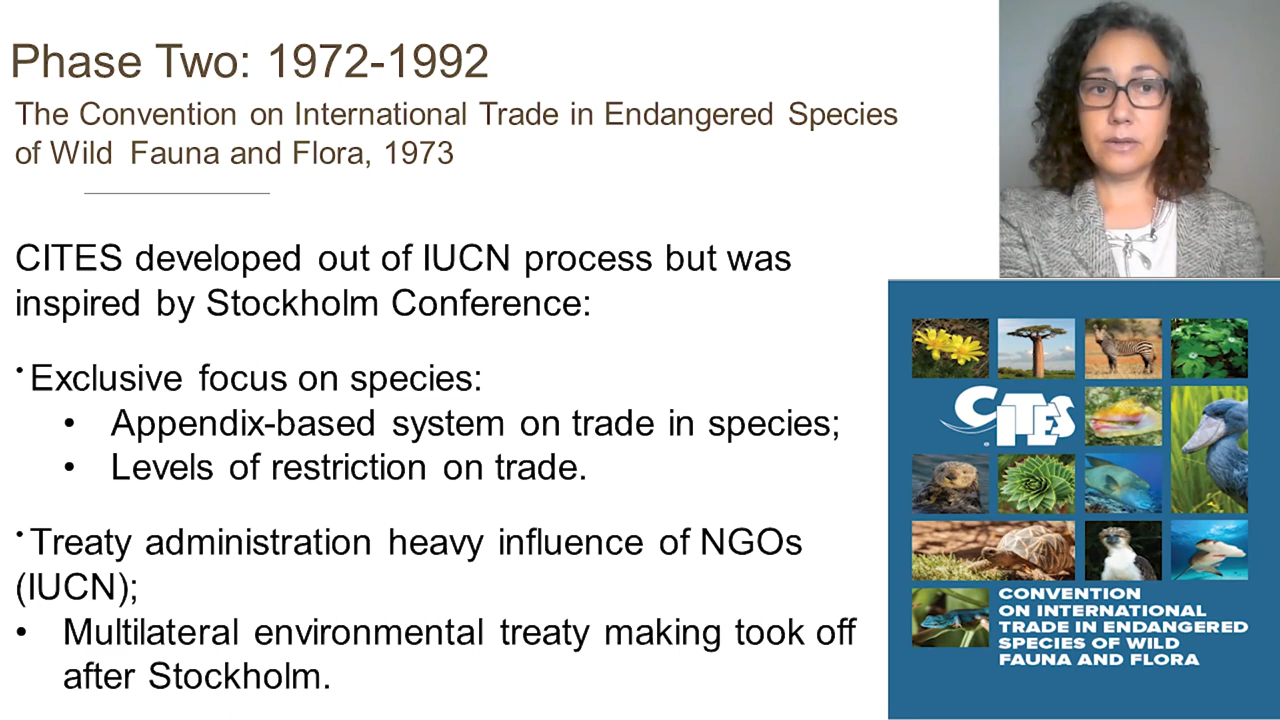 Phase Two: 1972-1992
The Convention on International Trade in Endangered Species
of Wild Fauna and Flora, 1973
CITES developed out of IUCN process but was
inspired by Stockholm Conference:
• Exclusive focus on species:
• Appendix-based system on trade in species;
• Levels of restriction on trade.
• Treaty administration heavy influence of NGOs
(IUCN);
• Multilateral environmental treaty making took off
after Stockholm.
CITES
CONVENTION
ON INTERNATIONAL
TRADE IN ENDANGERED
SPECIES OF WILD
FAUNA AND FLORA